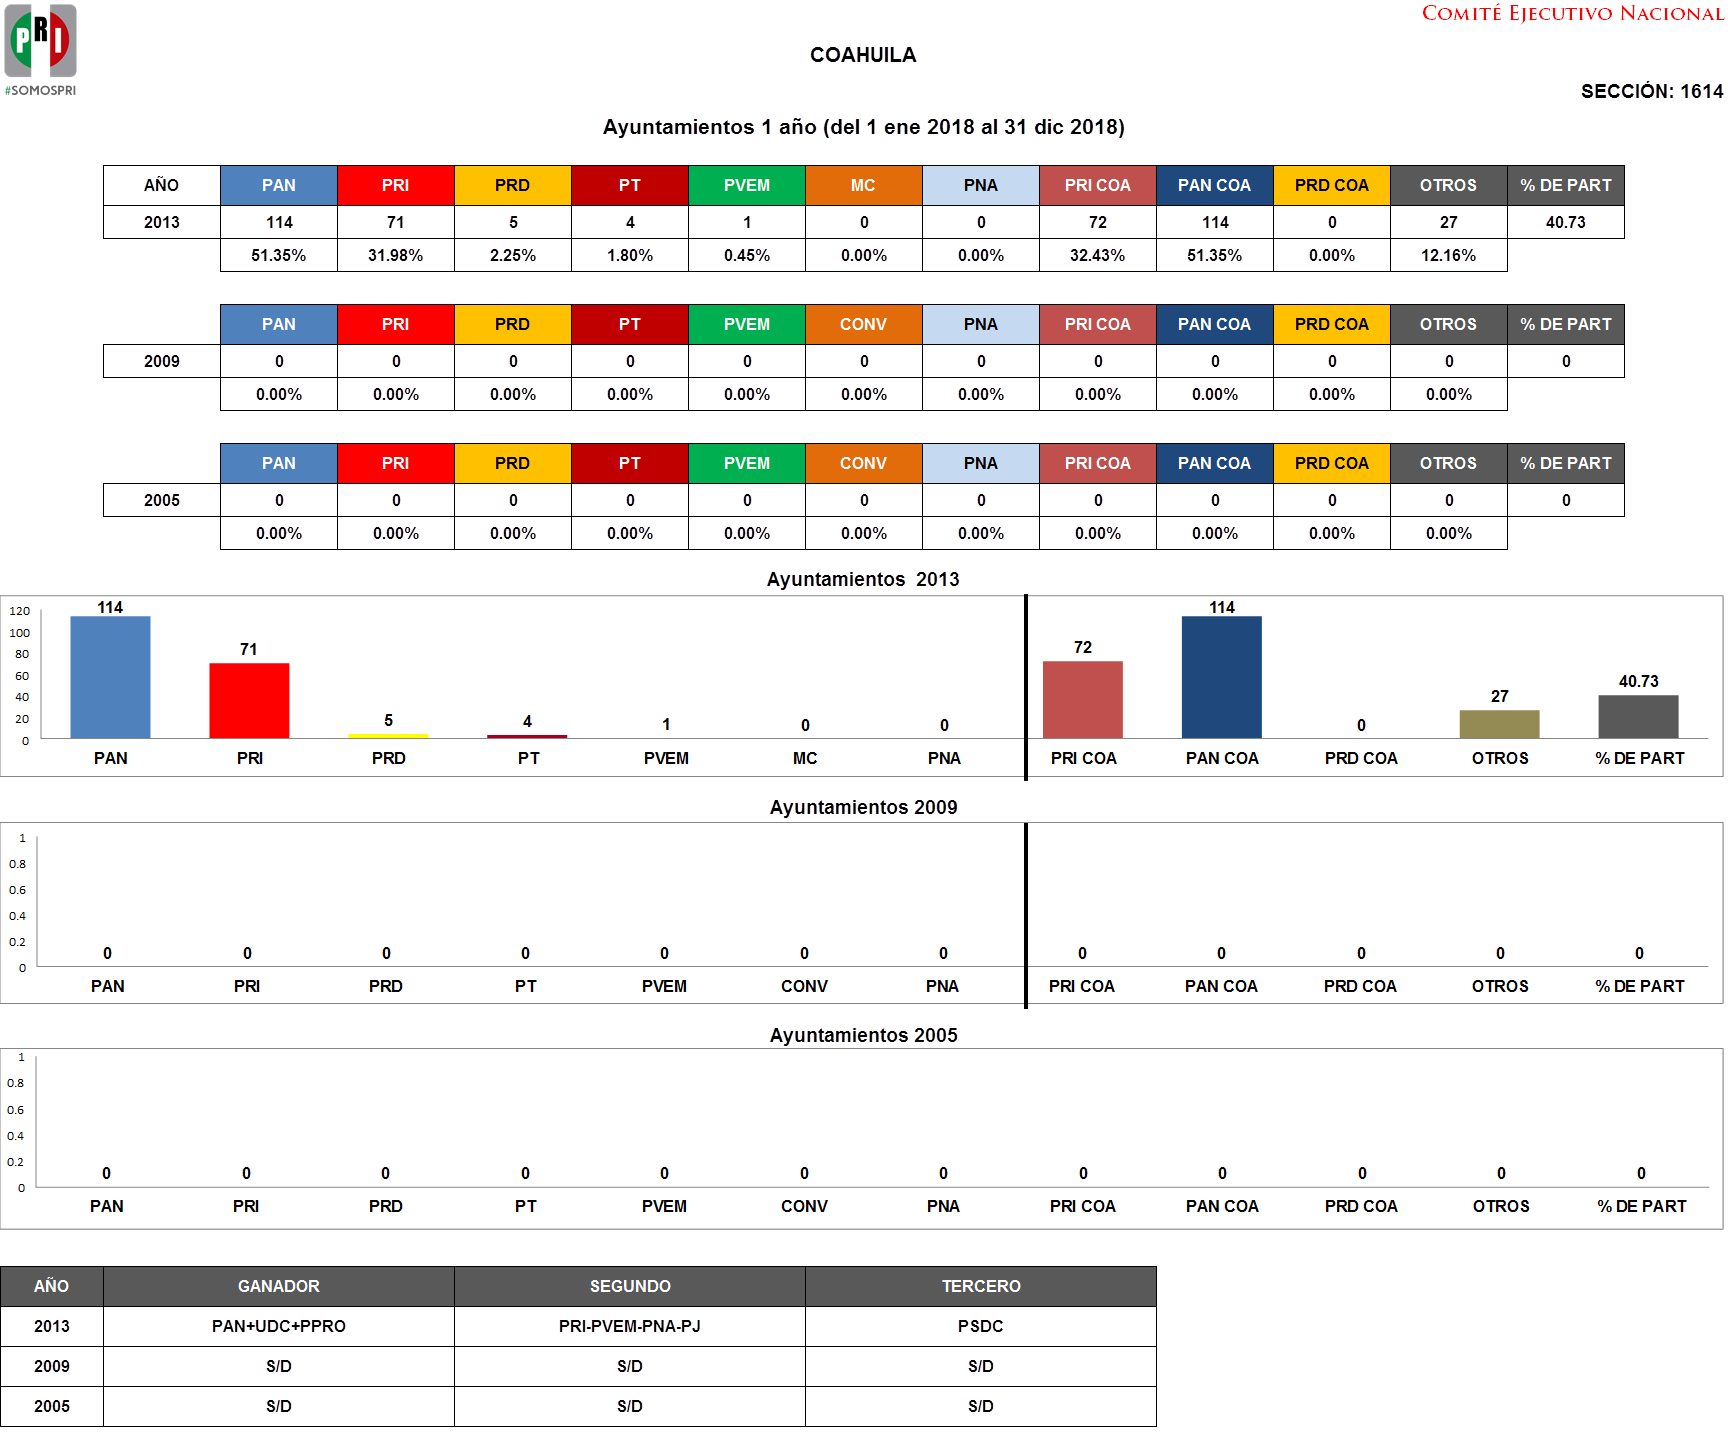 PRI
#SOMOSPRI
COMITÉ EJECUTIVO NACIONAL
COAHUILA
SECCIÓN: 1614
Ayuntamientos 1 año (del 1 ene 2018 al 31 dic 2018)
AÑO PAN PRI PRD PT PVEM MC PNA PRI COA PAN COA PRD COA OTROS % DE PART
2013 114 71 5 4 1 0 0 72 114 0 27 40.73
51.35% 31.98% 2.25% 1.80% 0.45% 0.00% 0.00% 32.43% 51.35% 0.00% 12.16%
PAN PRI PRD PT PVEM CONV PNA PRI COA PAN COA PRD COA OTROS % DE PART
2009 0 0 0 0 0 0 0 0 0 0 0 0
0.00% 0.00% 0.00% 0.00% 0.00% 0.00% 0.00% 0.00% 0.00% 0.00% 0.00%
PAN PRI PRD PT PVEM CONV PNA PRI COA PAN COA PRD COA OTROS % DE PART
2005 0 0 0 0 0 0 0 0 0 0 0 0
0.00% 0.00% 0.00% 0.00% 0.00% 0.00% 0.00% 0.00% 0.00% 0.00% 0.00%
Ayuntamientos 2013
120
100
80
60
40
20
0
114 71 5 4 1 0 0 72 114 0 27 40.73
PAN PRI PRD PT PVEM MC PNA PRI COA PAN COA PRD COA OTROS % DE PART
Ayuntamientos 2009
1
0.8
0.6
0.4
0.2
0
0 0 0 0 0 0 0 0 0 0 0 0
PAN PRI PRD PT PVEM CONV PNA PRI COA PAN COA PRD COA OTROS % DE PART
Ayuntamientos 2005
1
0.8
0.6
0.4
0.2
0
0 0 0 0 0 0 0 0 0 0 0 0
PAN PRI PRD PT PVEM CONV PNA PRI COA PAN COA PRD COA OTROS % DE PART
AÑO GANADOR SEGUNDO TERCERO
2013 PAN+UDC+PPRO PRI-PVEM-PNA-PJ PSDC
2009 S/D S/D S/D
2005 S/D S/D S/D